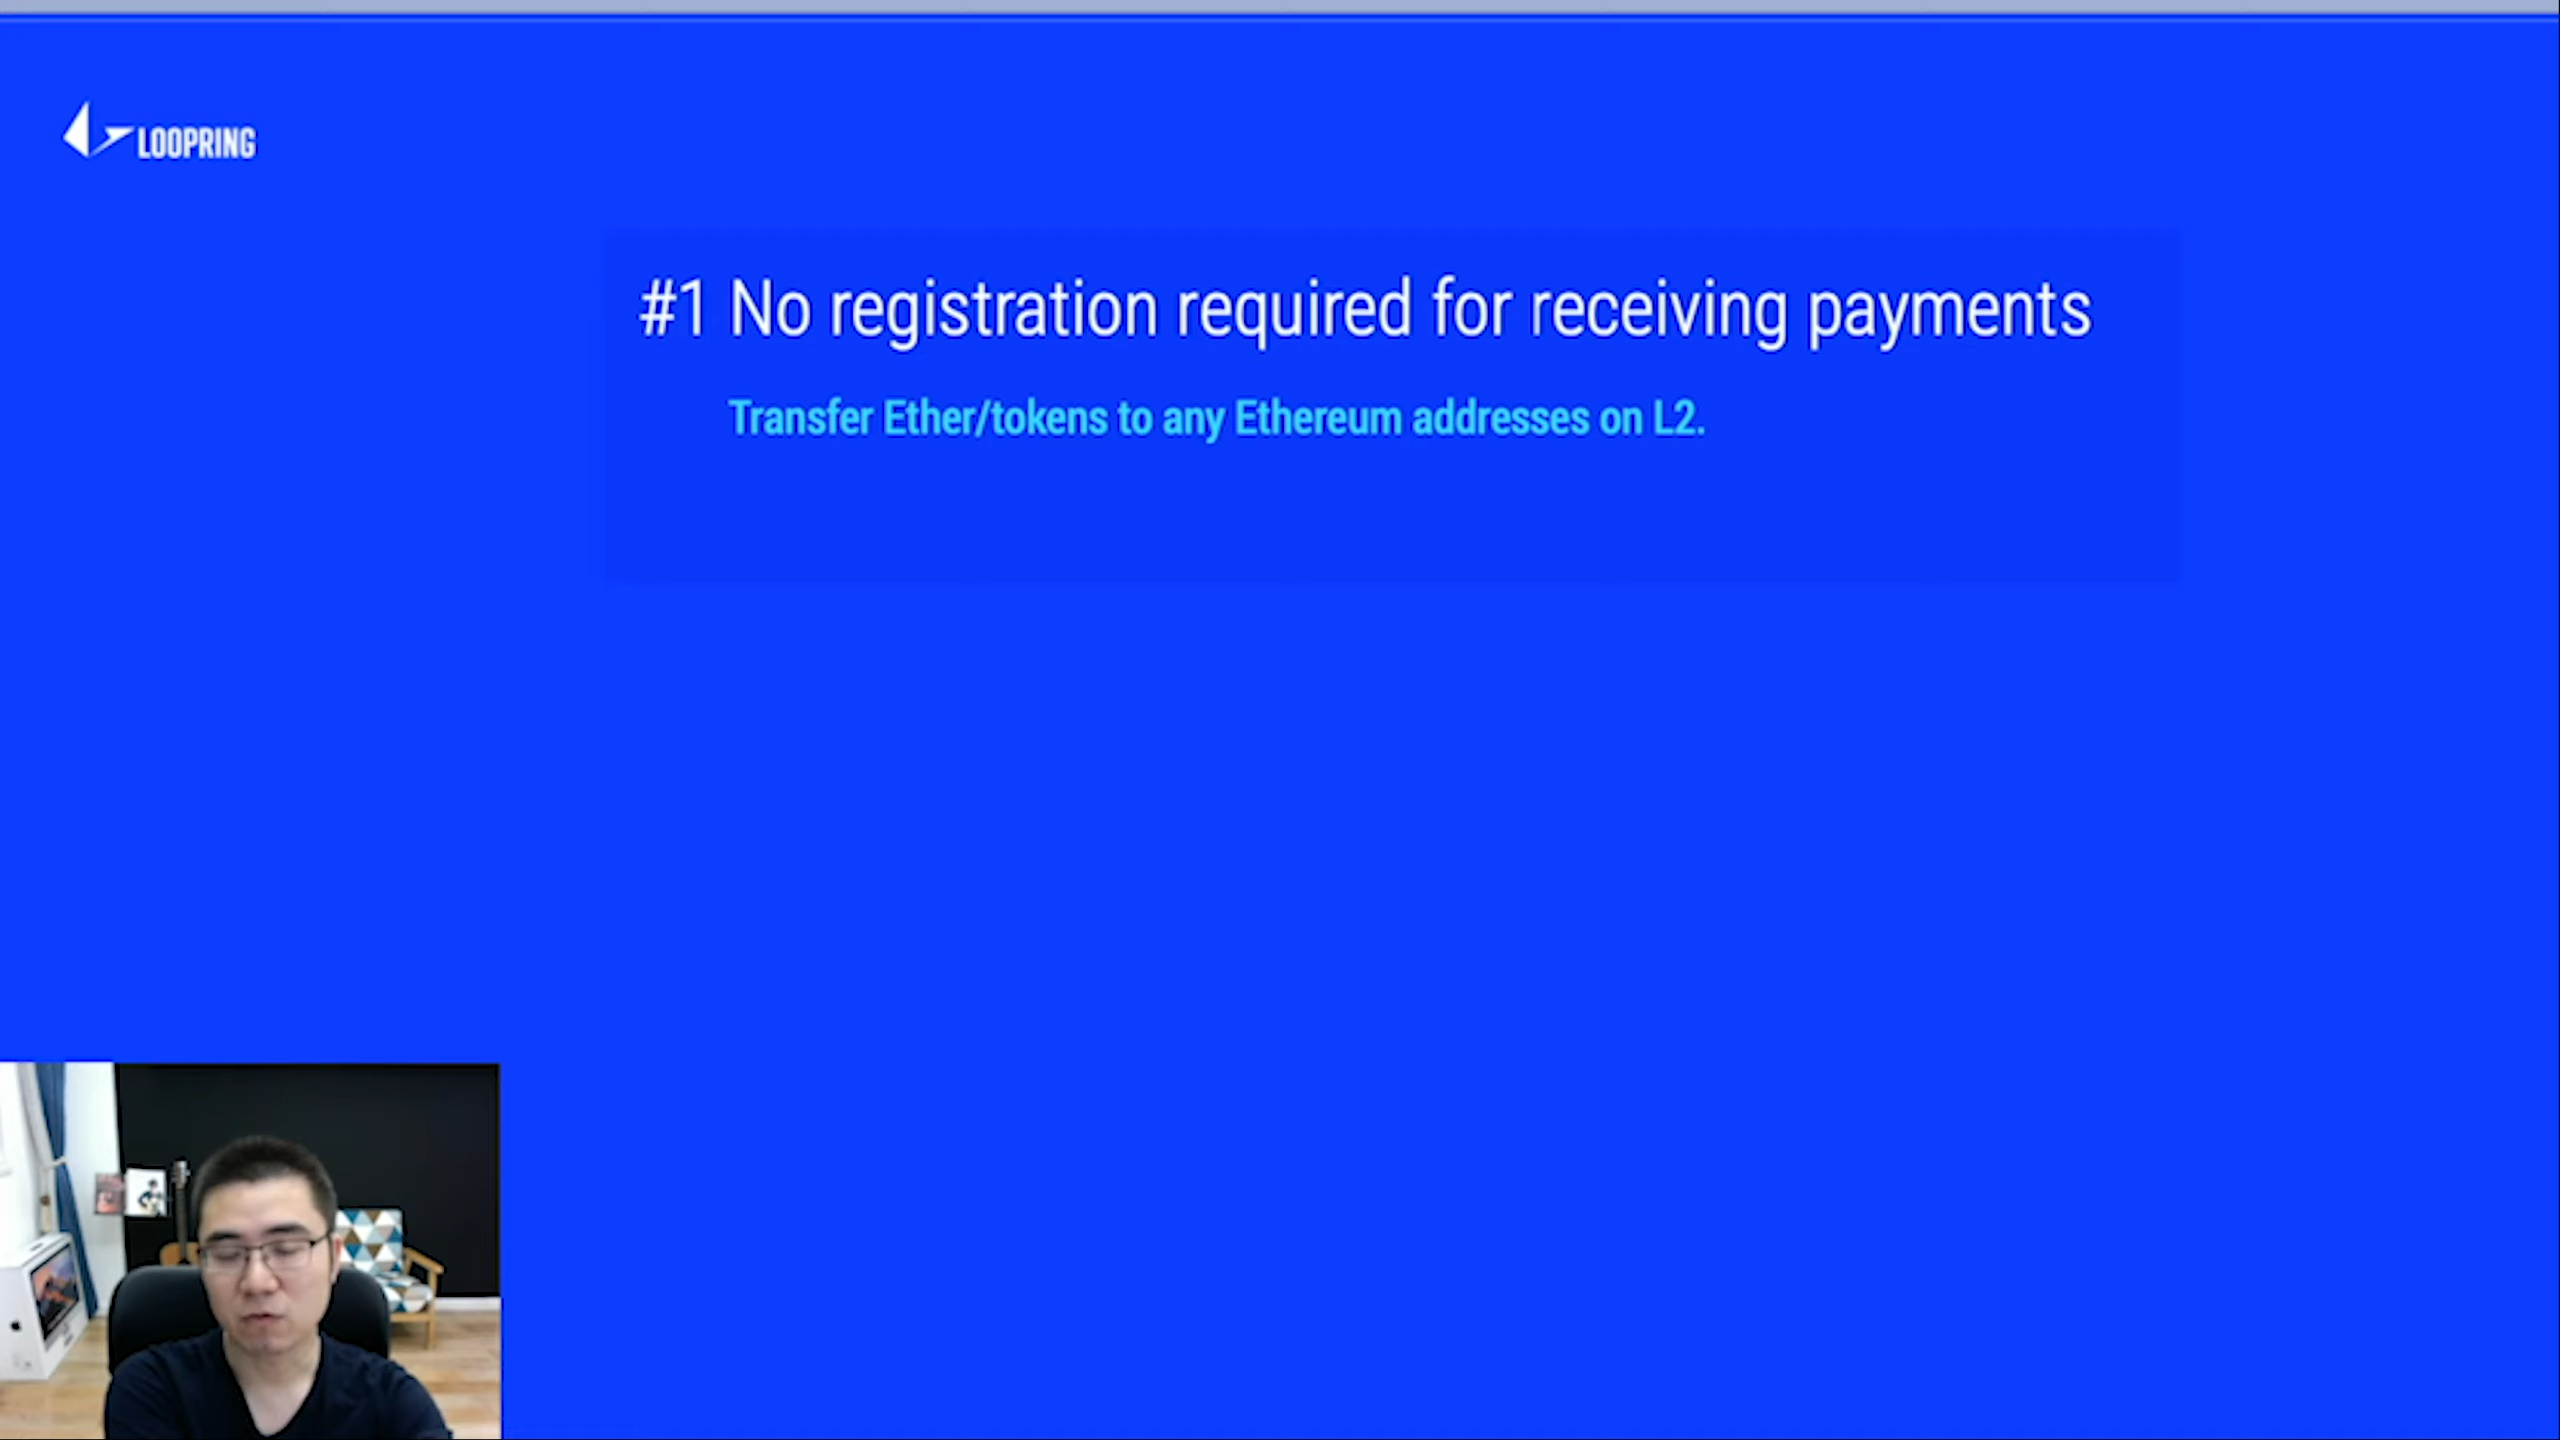 LOOPRING
#1 No registration required for receiving payments
Transfer Ether/tokens to any Ethereum addresses on L2.